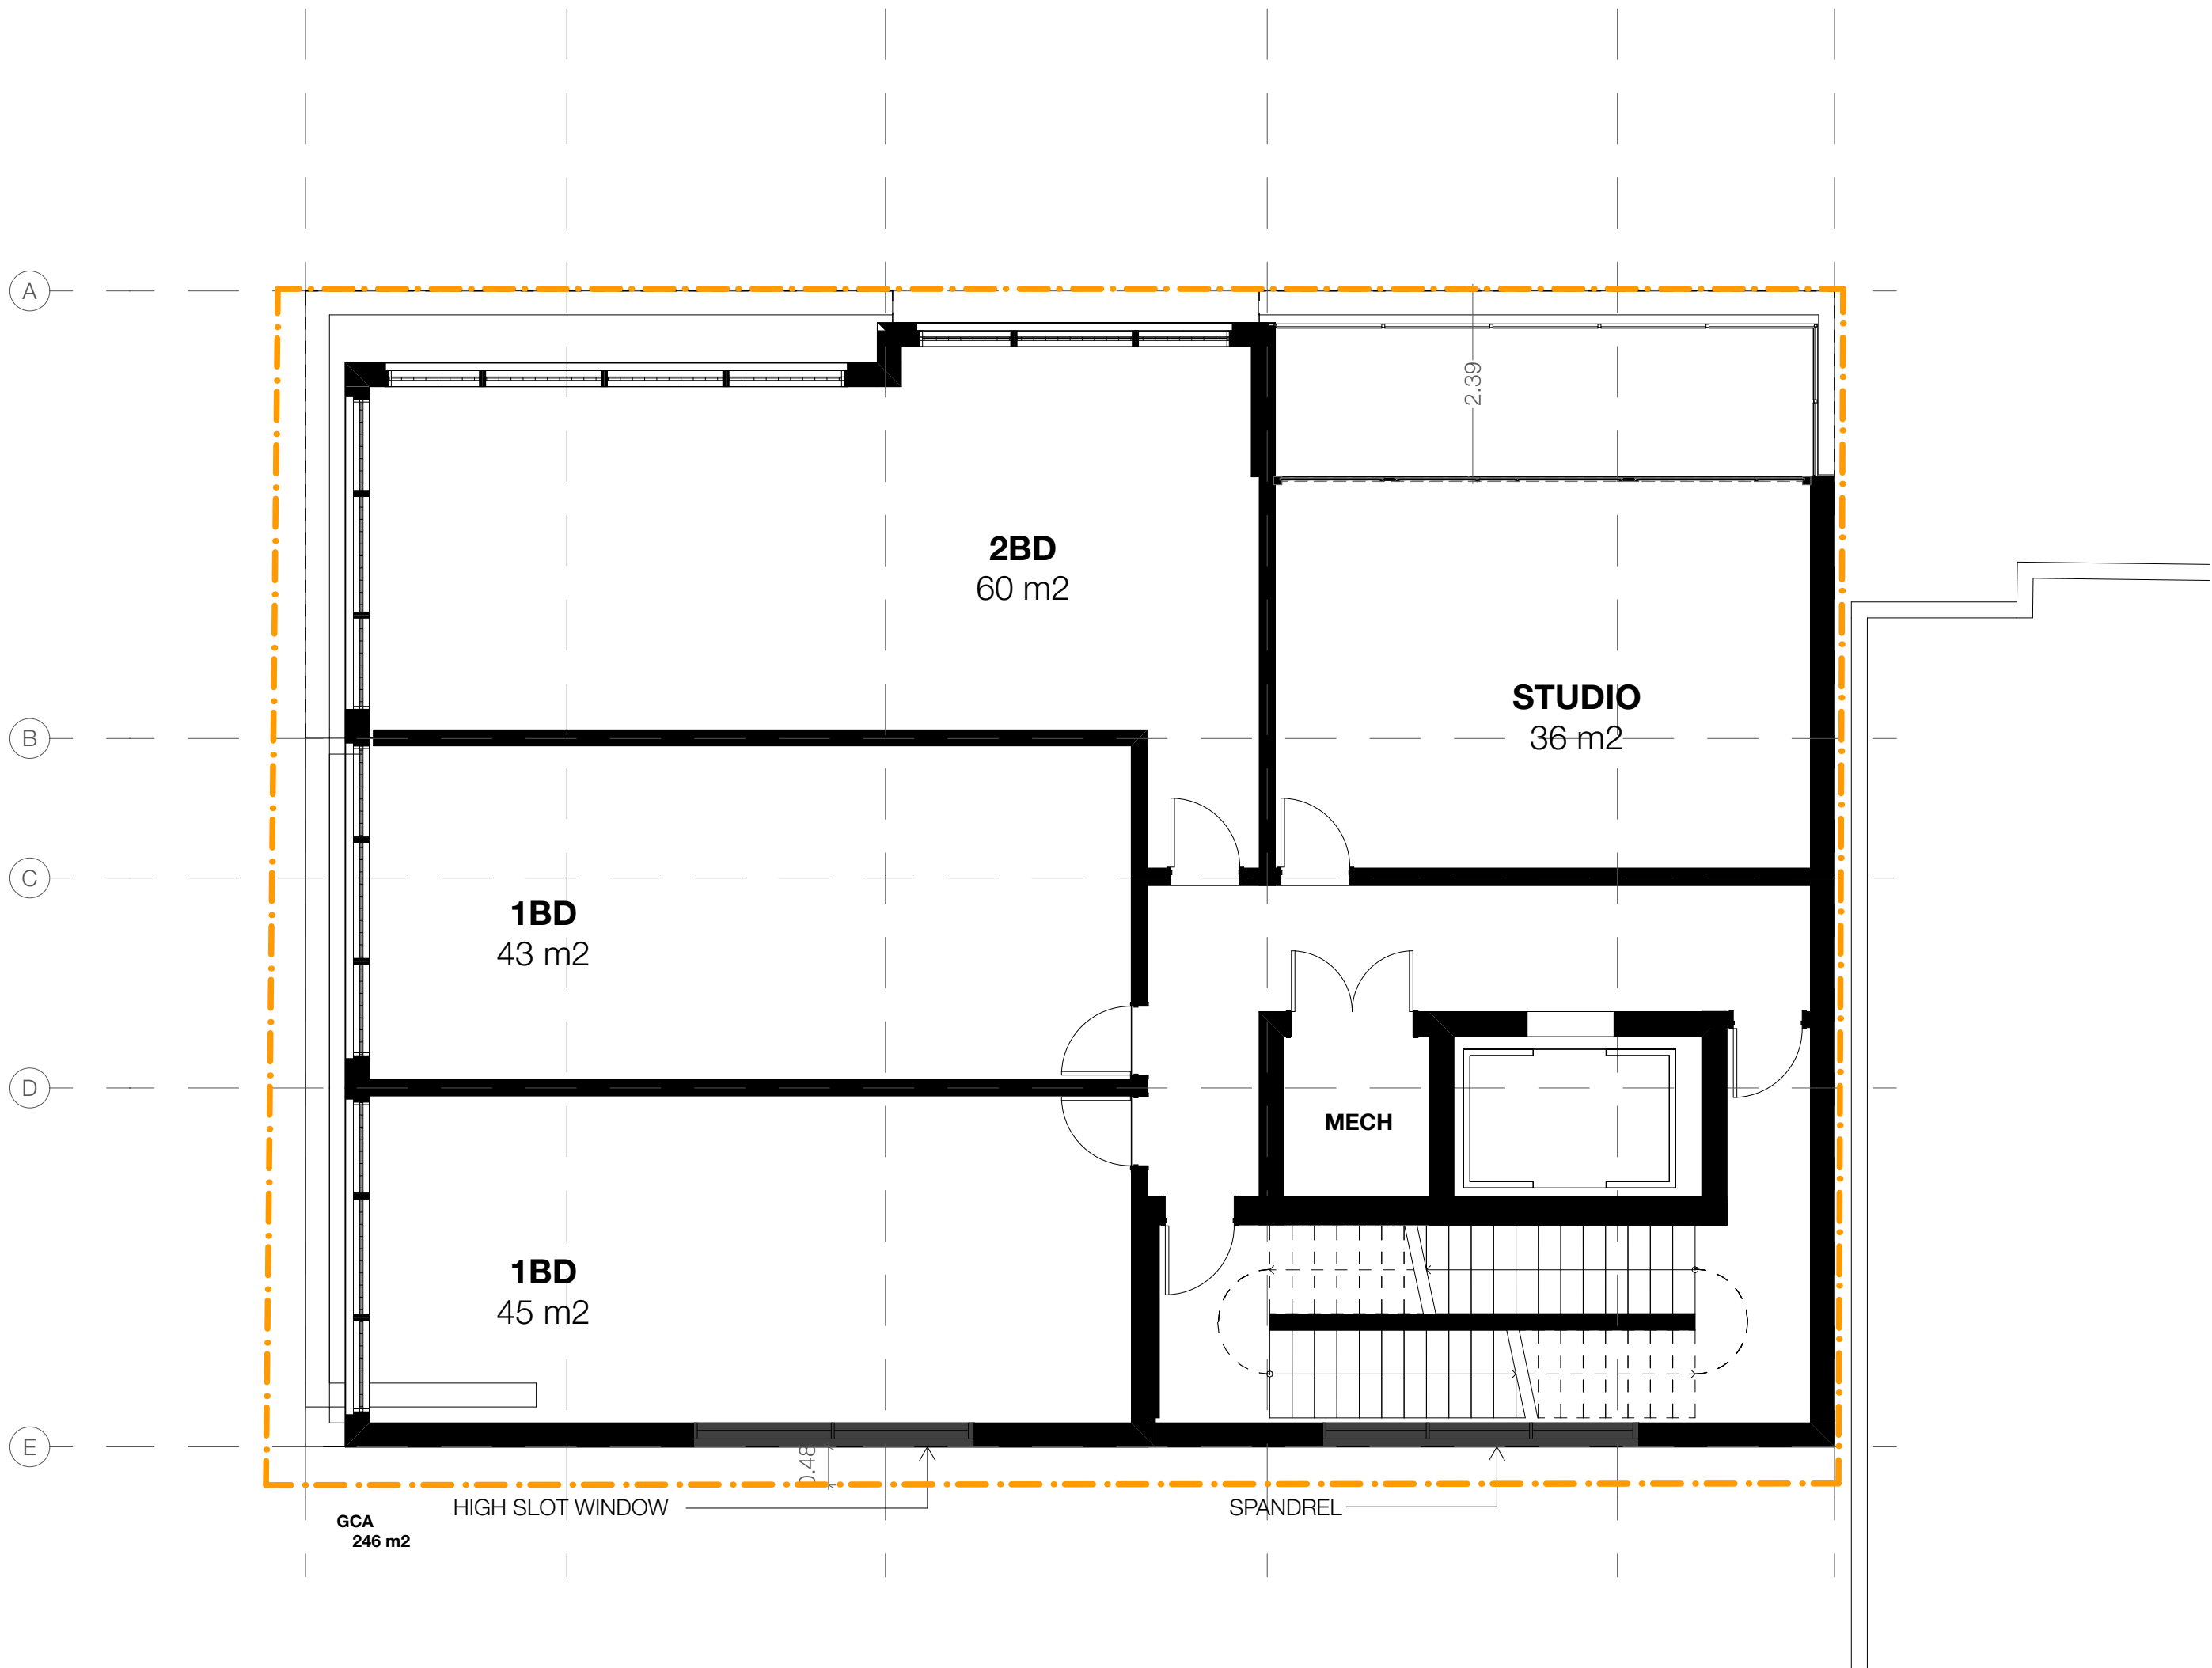 A
2.39
2BD
60 m2
STUDIO
36 m2
B
C
1BD
43 m2
D
MECH
1BD
45 m2
E
0.48
HIGH SLOT WINDOW
SPANDREL
GCA
246 m2